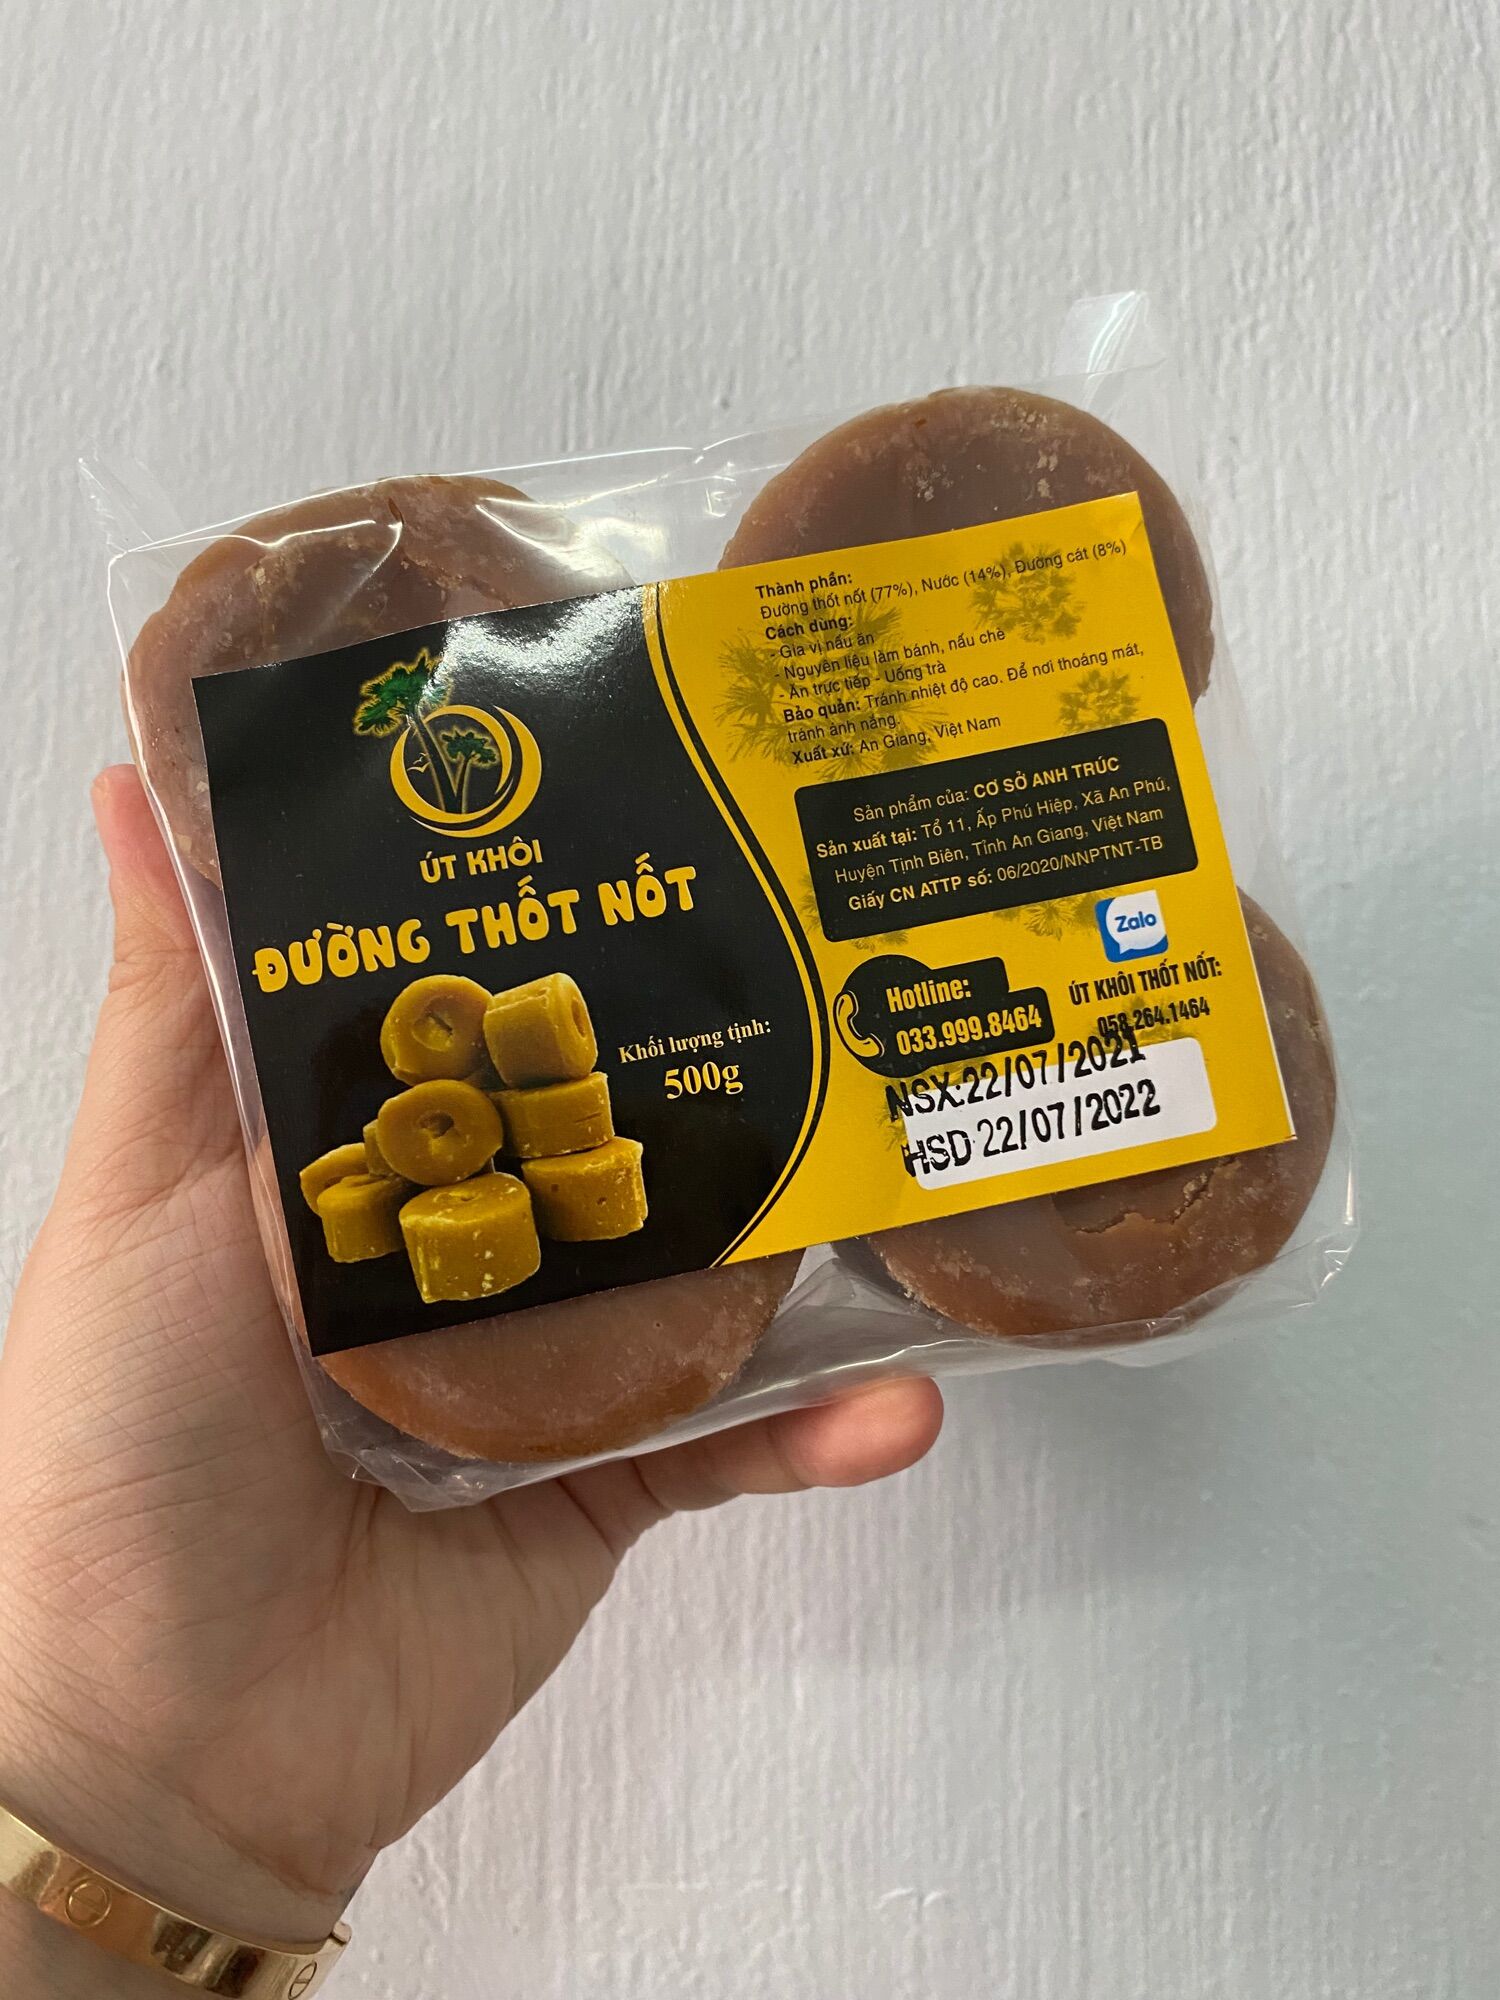 ÚT KHÔI
ĐƯỜNG THỐT NỐT
Khối lượng tịnh:
500g
Thành phần:
Đường thốt nốt (77%), Nước (14%), Đường cát (8%)
Cách dùng:
- Gia vị nấu ăn
- Nguyên liệu làm bánh, nấu chè
- Ăn trực tiếp - Uống trà
Bảo quản: Tránh nhiệt độ cao. Để nơi thoáng mát,
tránh ánh nắng.
Xuất xứ: An Giang, Việt Nam
Sản phẩm của: CƠ SỞ ANH TRÚC
Sản xuất tại: Tổ 11, Ấp Phú Hiệp, Xã An Phú,
Huyện Tịnh Biên, Tỉnh An Giang, Việt Nam
Giấy CN ATTP số: 06/2020/NNPTNT-TB
Zalo
Hotline:
033.999.8464
ÚT KHÔI THỐT NỐT:
058.264.1464
NSX:22/07/2021
HSD 22/07/2022